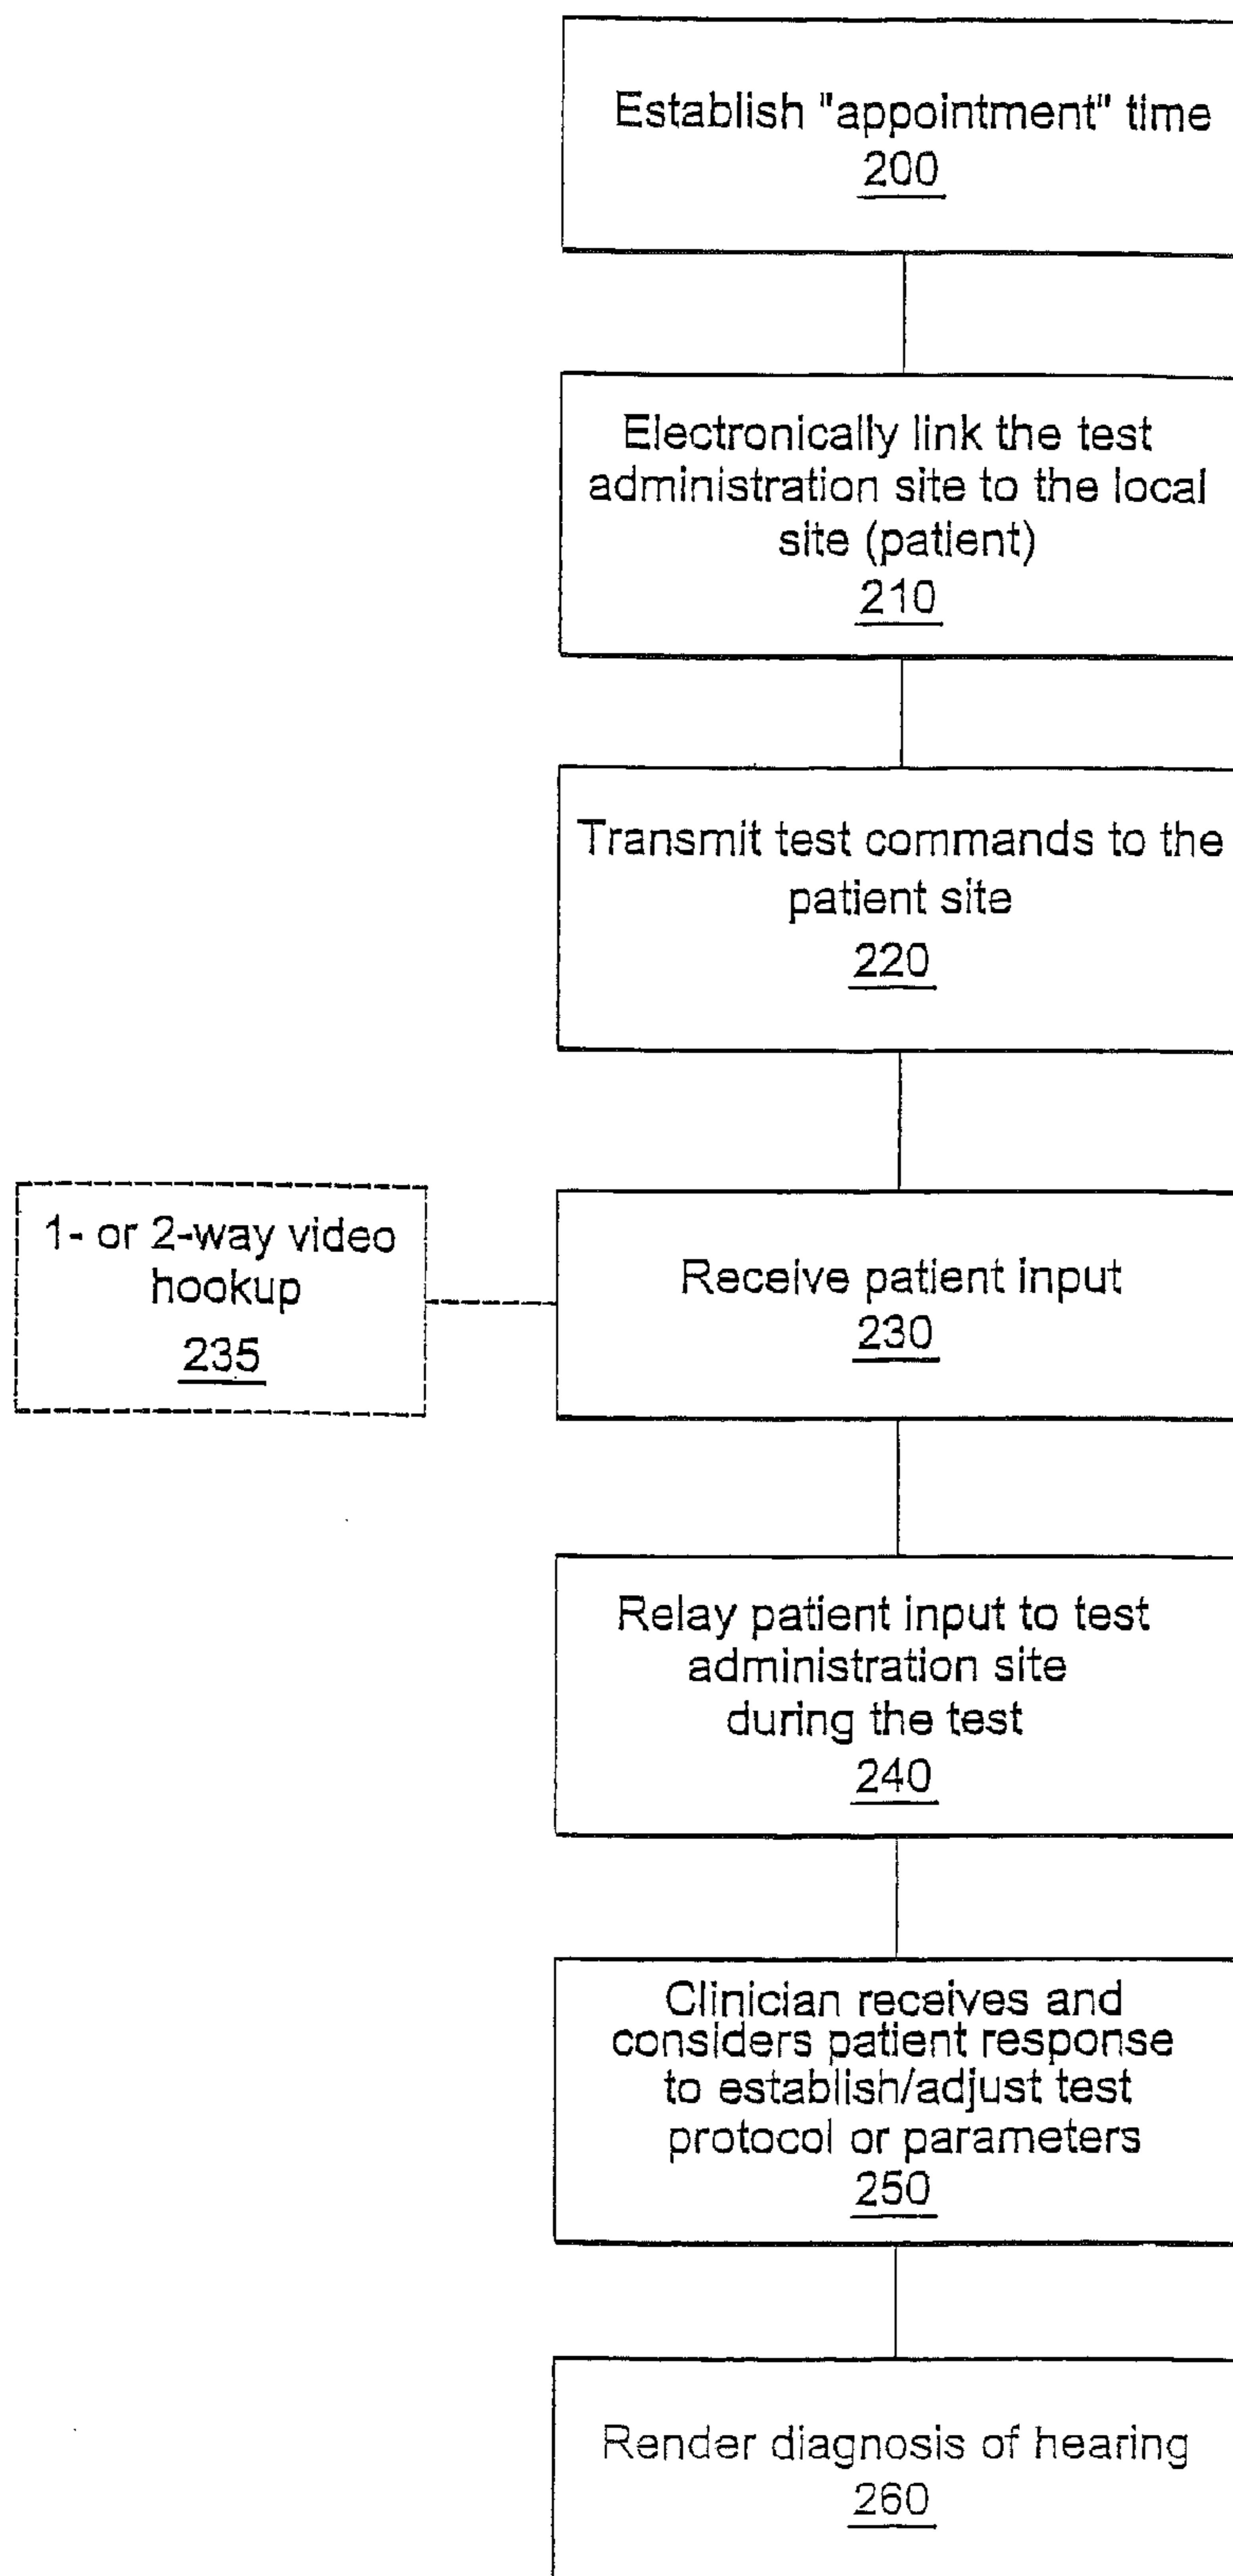 Establish "appointment" time
200
Electronically link the test
administration site to the local
site (patient)
210
Transmit test commands to the
patient site
220
1- or 2-way video
hookup
235
Receive patient input
230
Relay patient input to test
administration site
during the test
240
Clinician receives and
considers patient response
to establish/adjust test
protocol or parameters
250
Render diagnosis of hearing
260